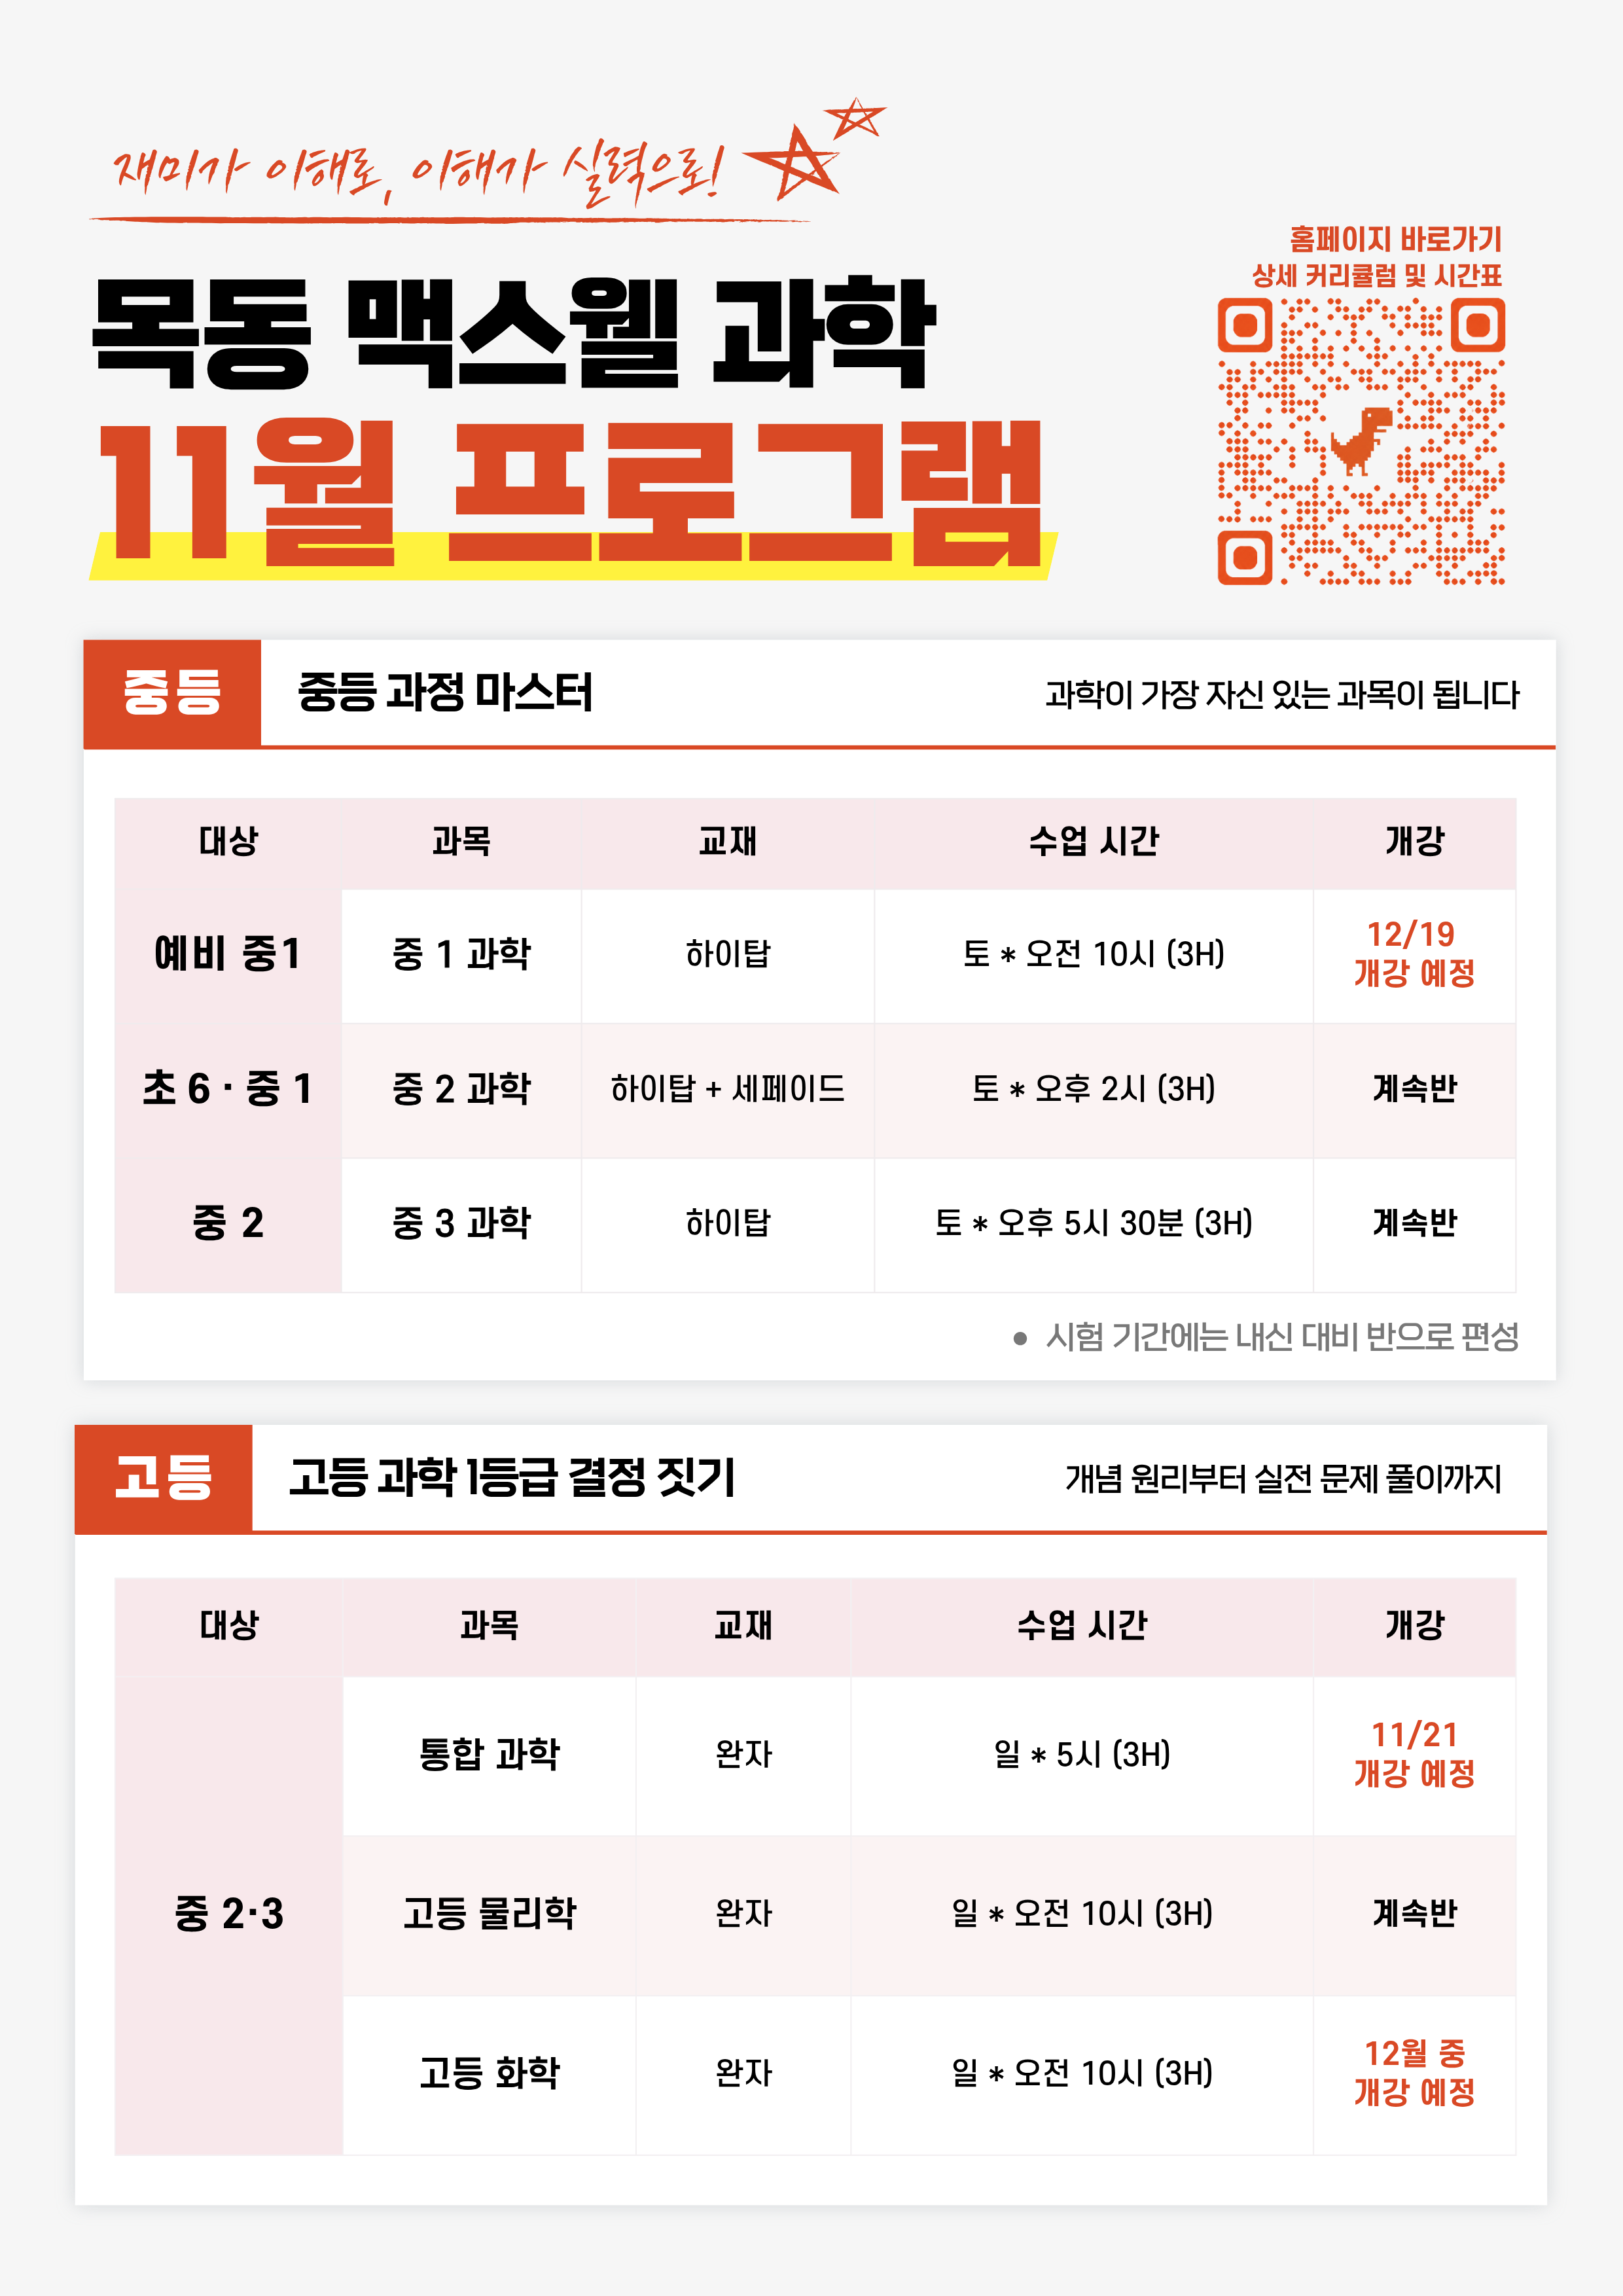 재미가 이해로, 이해가 실력으로!
홈페이지 바로가기
상세 커리큘럼 및 시간표
목동 맥스웰 과학
11월 프로그램
중등 중등 과정 마스터 과학이 가장 자신 있는 과목이 됩니다
대상 과목 교재 수업 시간 개강
예비 중1 중 1 과학 하이탑 토 * 오전 10시 (3H) 12/19 개강 예정
초 6 · 중 1 중 2 과학 하이탑 + 세페이드 토 * 오후 2시 (3H) 계속반
중 2 중 3 과학 하이탑 토 * 오후 5시 30분 (3H) 계속반
• 시험 기간에는 내신 대비 반으로 편성
고등 고등 과학 1등급 결정 짓기 개념 원리부터 실전 문제 풀이까지
대상 과목 교재 수업 시간 개강
통합 과학 완자 일 * 5시 (3H) 11/21 개강 예정
중 2·3 고등 물리학 완자 일 * 오전 10시 (3H) 계속반
고등 화학 완자 일 * 오전 10시 (3H) 12월 중 개강 예정